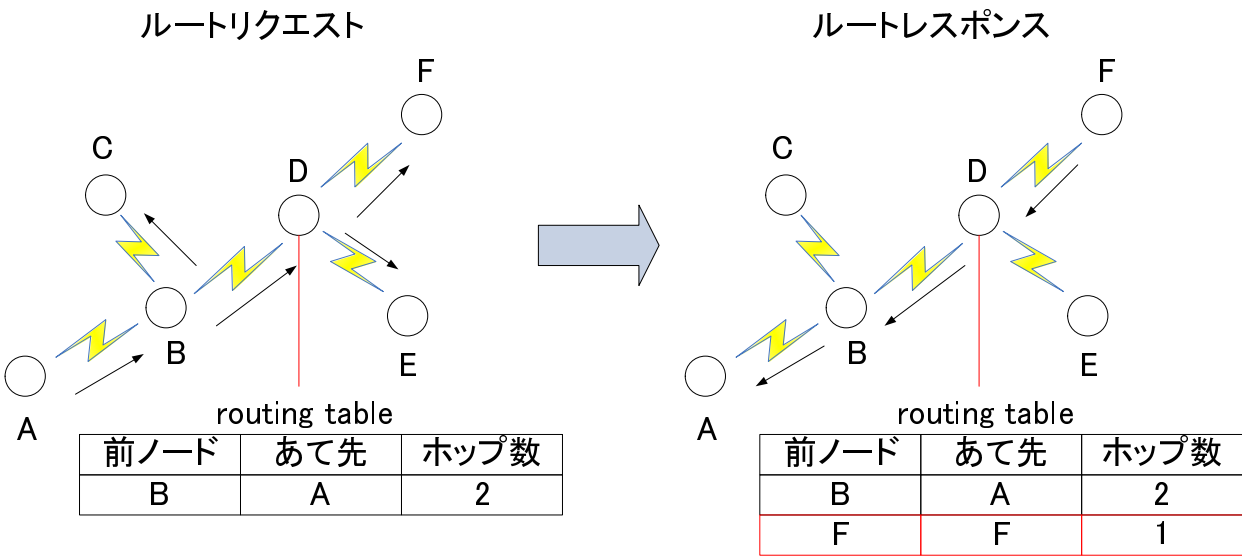 ルートリクエスト
F
C
D
B
E
A
routing table
前ノード あて先 ホップ数
B A 2
ルートレスポンス
F
C
D
B
E
A
routing table
前ノード あて先 ホップ数
B A 2
F F 1